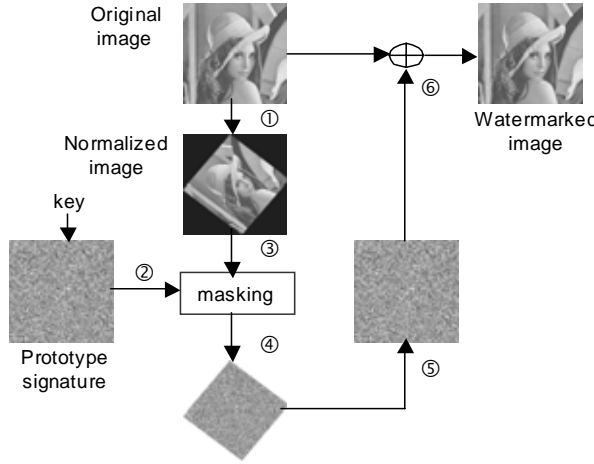 Original
image
①
⑥
Watermarked
image
Normalized
image
key
③
②
masking
④
Prototype
signature
⑤